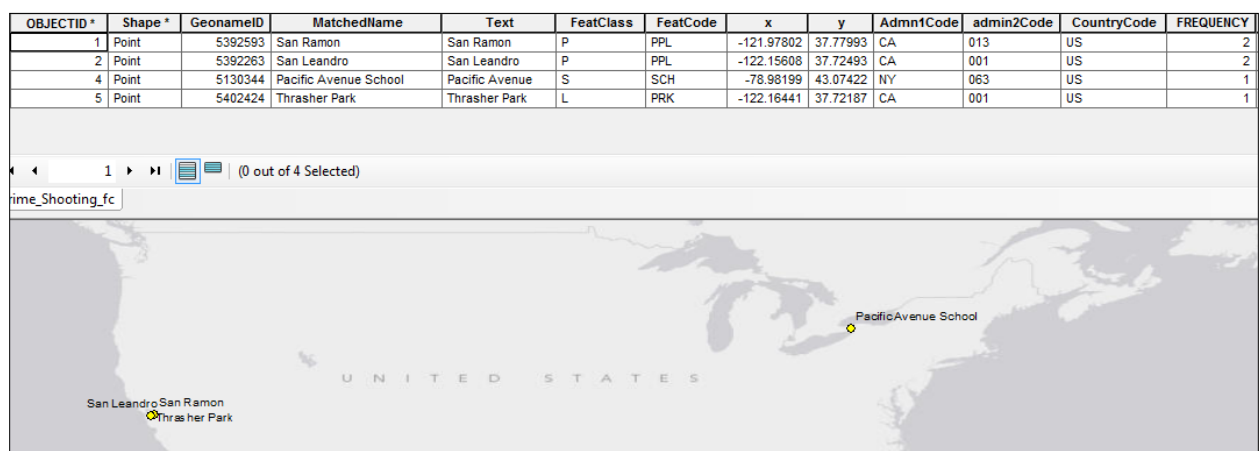 OBJECTID * Shape * GeonameID MatchedName Text FeatClass FeatCode x y Admn1Code admin2Code CountryCode FREQUENCY
1 Point 5392593 San Ramon San Ramon P PPL -121.97802 37.77993 CA 013 US 2
2 Point 5392263 San Leandro San Leandro P PPL -122.15608 37.72493 CA 001 US 2
4 Point 5130344 Pacific Avenue School Pacific Avenue S SCH -78.98199 43.07422 NY 063 US 1
5 Point 5402424 Thrasher Park Thrasher Park L PRK -122.16441 37.72187 CA 001 US 1
1 (0 out of 4 Selected)
rime_Shooting_fc
PacificAvenue School
UNITED STATES
San Leandro San Ramon
Thrasher Park